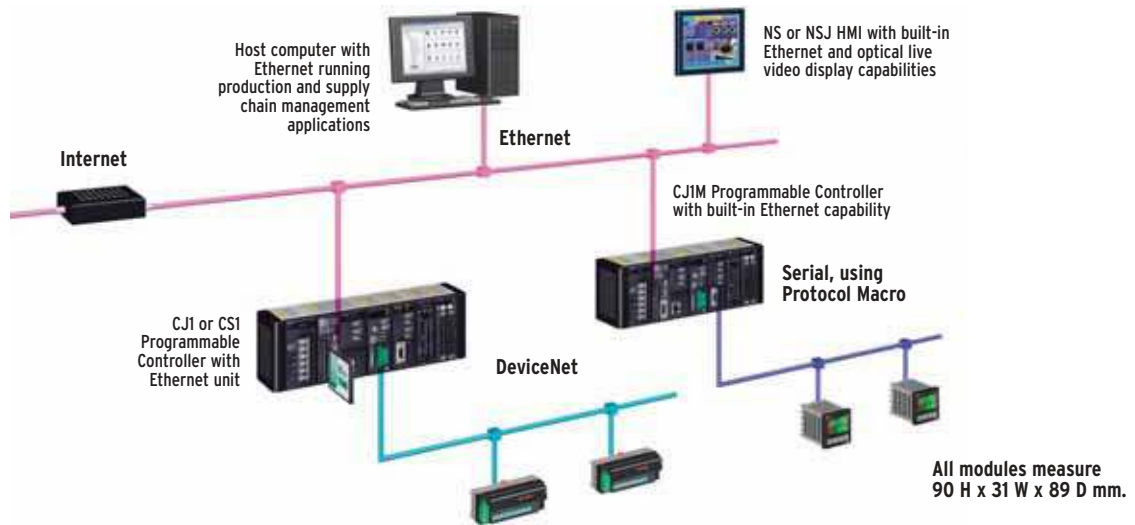 Host computer with
Ethernet running
production and supply
chain management
applications
NS or NSJ HMI with built-in
Ethernet and optical live
video display capabilities
Ethernet
Internet
CJ1M Programmable Controller
with built-in Ethernet capability
Serial, using
Protocol Macro
CJ1 or CS1
Programmable
Controller with
Ethernet unit
DeviceNet
All modules measure
90 H x 31 W x 89 D mm.